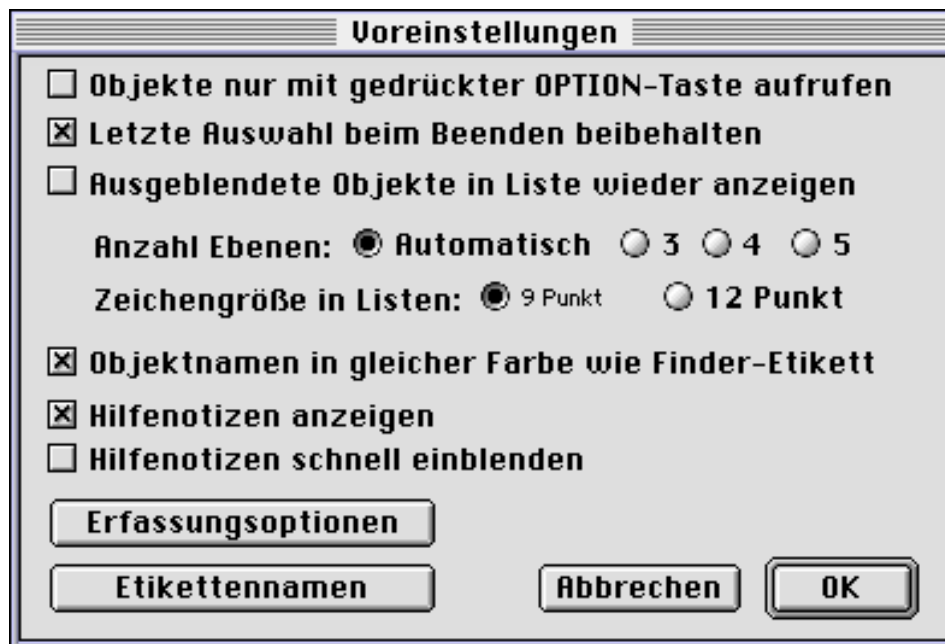 Voreinstellungen
Objekte nur mit gedrückter OPTION-Taste aufrufen
Letzte Auswahl beim Beenden beibehalten
Ausgeblendete Objekte in Liste wieder anzeigen
Anzahl Ebenen: Automatisch 3 4 5
Zeichengröße in Listen: 9 Punkt 12 Punkt
Objektnamen in gleicher Farbe wie Finder-Etikett
Hilfenotizen anzeigen
Hilfenotizen schnell einblenden
Erfassungsoptionen
Etikettennamen Abbrechen OK